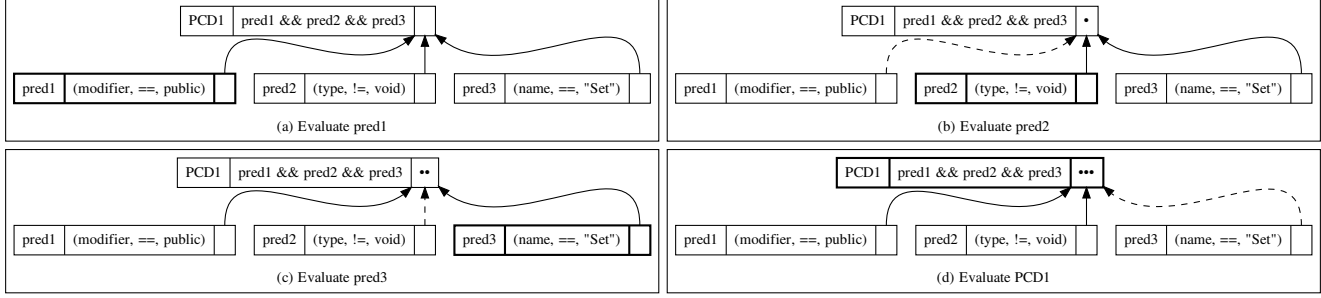 PCD1 pred1 && pred2 && pred3
pred1 (modifier, ==, public) pred2 (type, !=, void) pred3 (name, ==, "Set")
(a) Evaluate pred1
PCD1 pred1 && pred2 && pred3 •
pred1 (modifier, ==, public) pred2 (type, !=, void) pred3 (name, ==, "Set")
(b) Evaluate pred2
PCD1 pred1 && pred2 && pred3 ••
pred1 (modifier, ==, public) pred2 (type, !=, void) pred3 (name, ==, "Set")
(c) Evaluate pred3
PCD1 pred1 && pred2 && pred3 •••
pred1 (modifier, ==, public) pred2 (type, !=, void) pred3 (name, ==, "Set")
(d) Evaluate PCD1